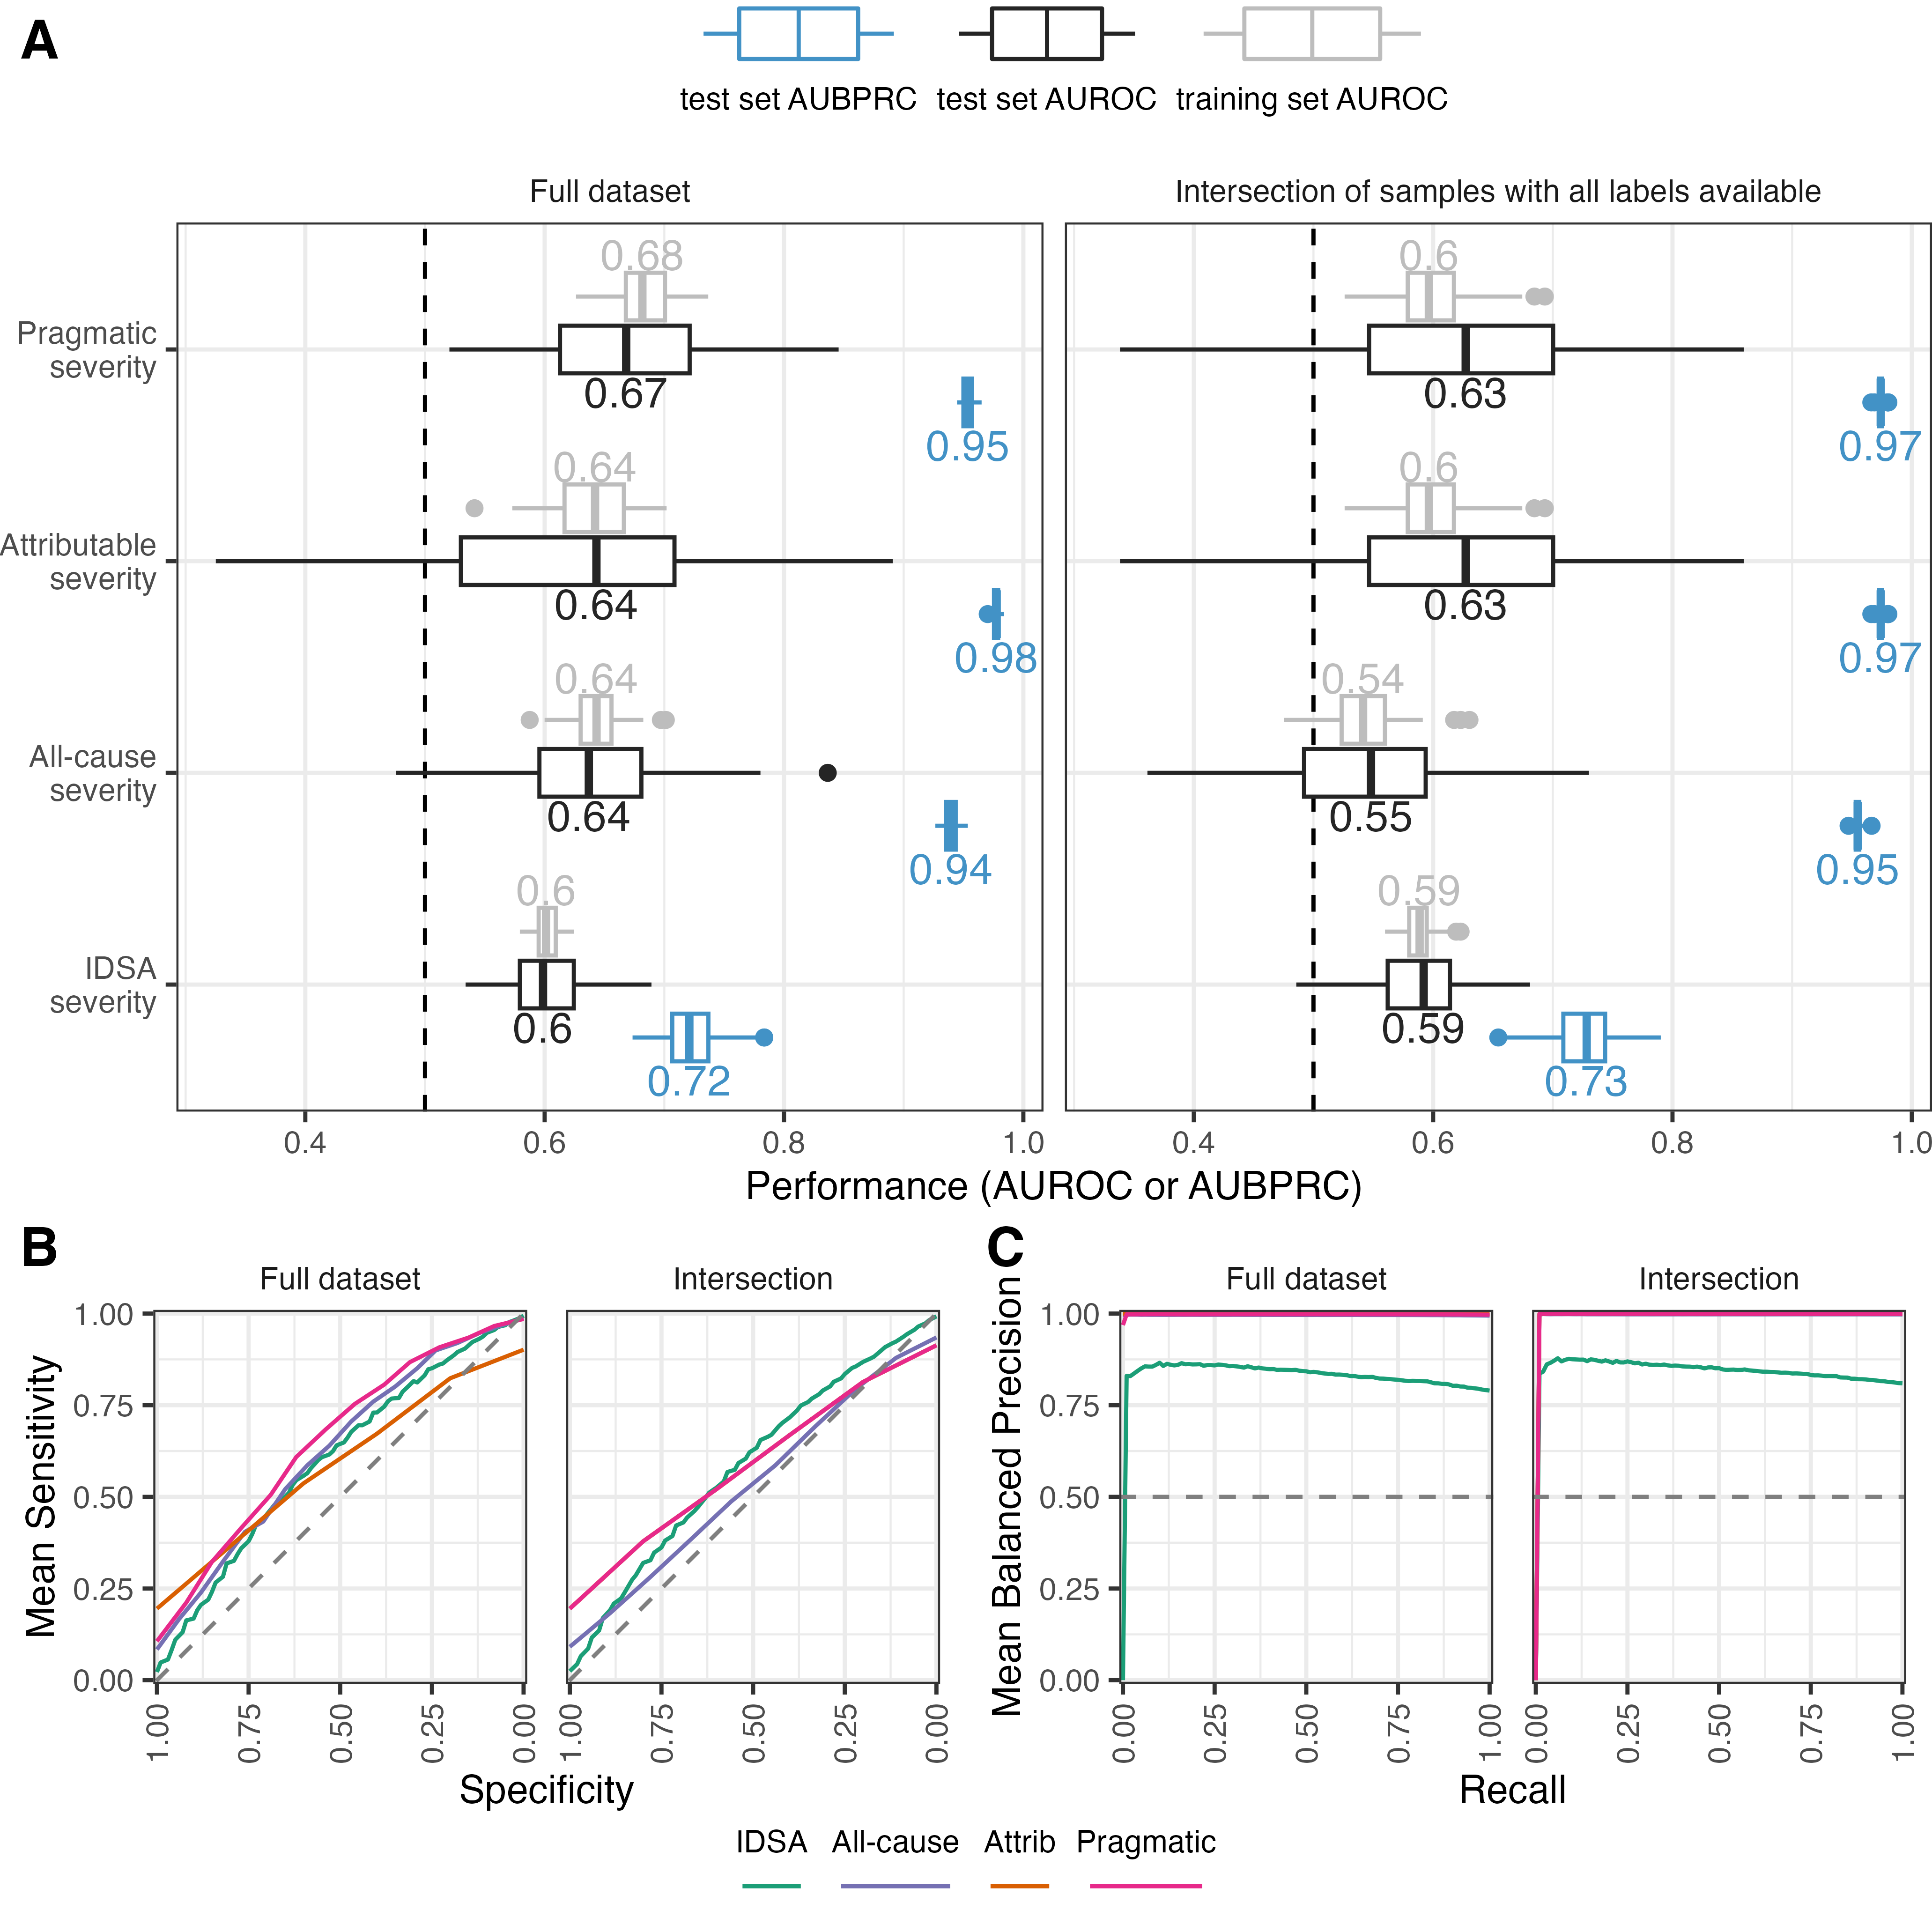 A
test set AUBPRC test set AUROC training set AUROC
Full dataset
Intersection of samples with all labels available
Pragmatic
severity
Attributable
severity
All-cause
severity
IDSA
severity
0.68
0.67
0.95
0.64
0.64
0.98
0.64
0.64
0.94
0.6
0.6
0.72
0.6
0.63
0.97
0.6
0.63
0.97
0.54
0.55
0.95
0.59
0.59
0.73
0.4 0.6 0.8 1.0
0.4 0.6 0.8 1.0
Performance (AUROC or AUBPRC)
B
Full dataset Intersection
Mean Sensitivity
1.00
0.75
0.50
0.25
0.00
1.00 0.75 0.50 0.25 0.00
1.00 0.75 0.50 0.25 0.00
Specificity
C
Full dataset Intersection
Mean Balanced Precision
1.00
0.75
0.50
0.25
0.00
0.00 0.25 0.50 0.75 1.00
0.00 0.25 0.50 0.75 1.00
Recall
IDSA All-cause Attrib Pragmatic